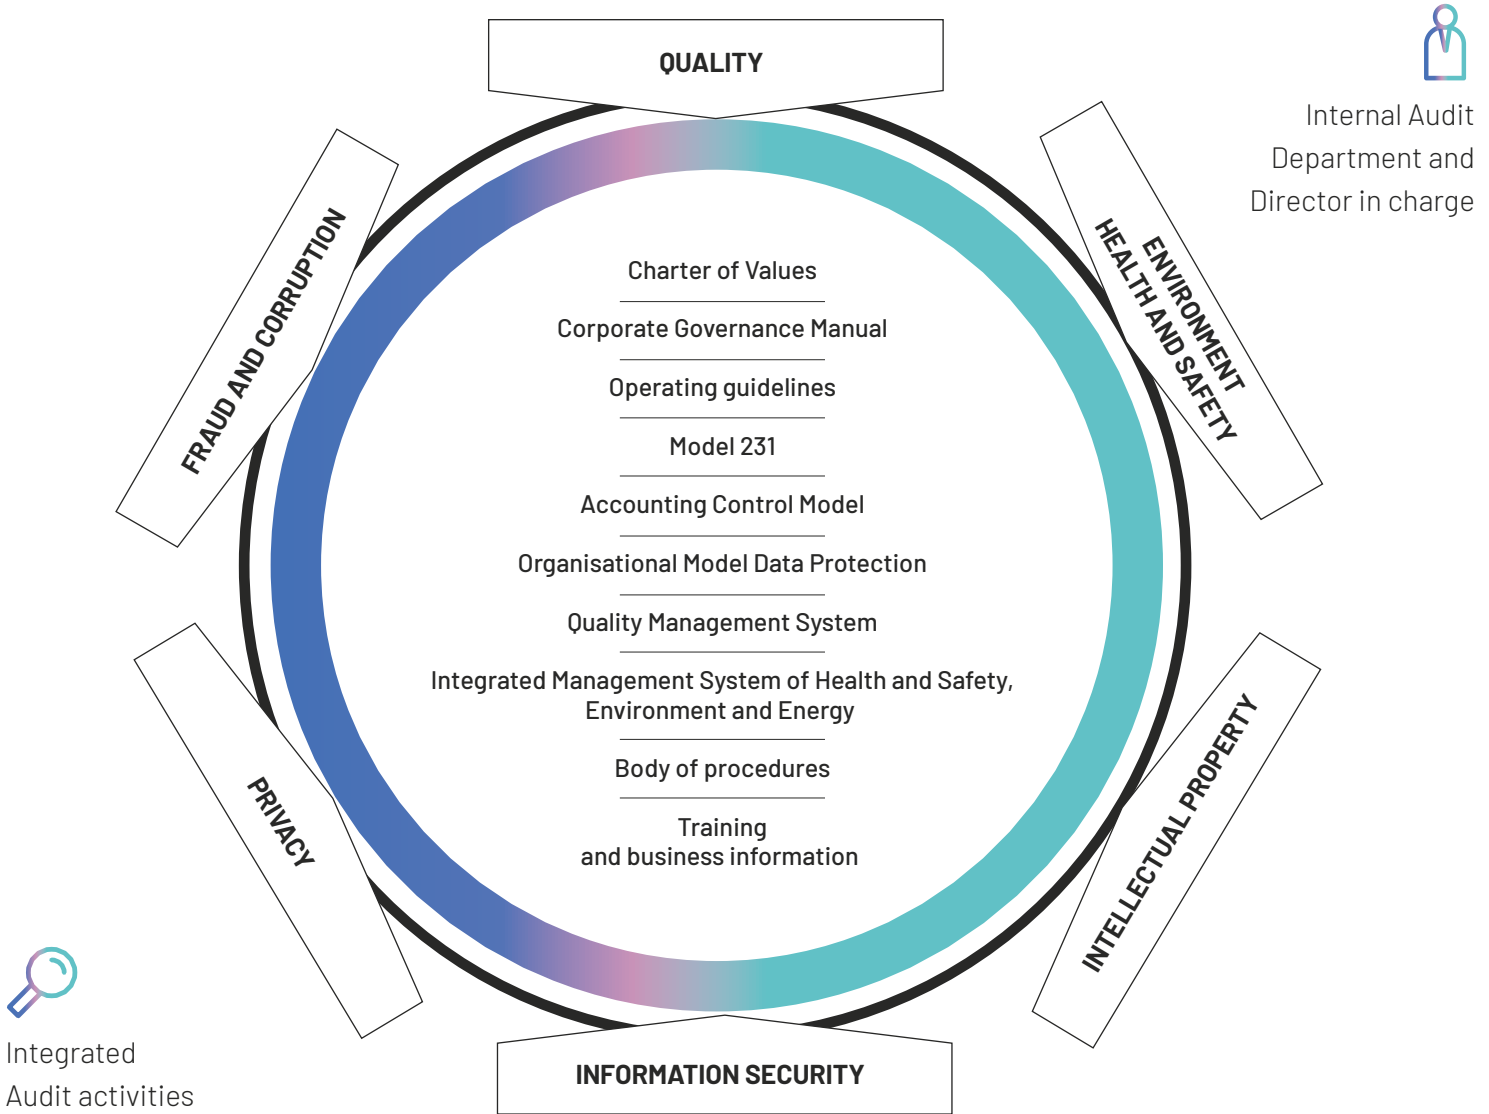 QUALITY
Internal Audit
Department and
Director in charge
FRAUD AND CORRUPTION
ENVIRONMENT
HEALTH AND SAFETY
Charter of Values
Corporate Governance Manual
Operating guidelines
Model 231
Accounting Control Model
Organisational Model Data Protection
Quality Management System
Integrated Management System of Health and Safety,
Environment and Energy
Body of procedures
Training
and business information
PRIVACY
INTELLECTUAL PROPERTY
Integrated
Audit activities
INFORMATION SECURITY